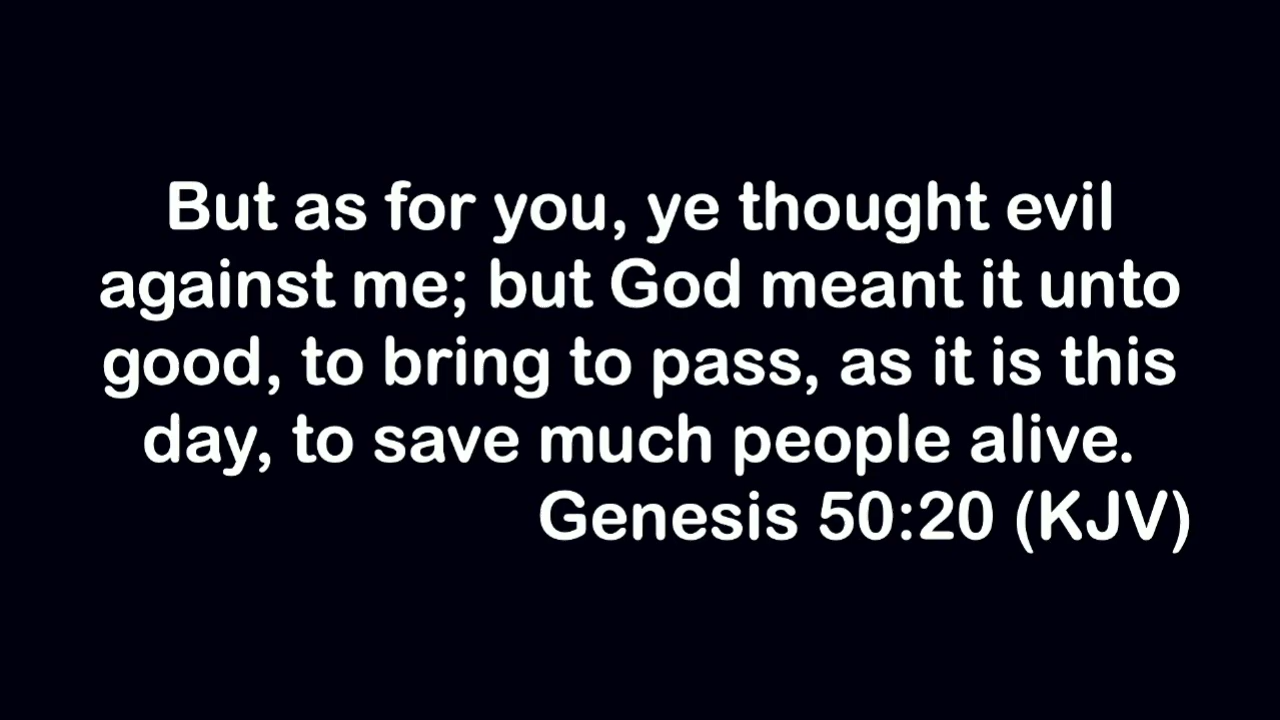 But as for you, ye thought evil
against me; but God meant it unto
good, to bring to pass, as it is this
day, to save much people alive.
Genesis 50:20 (KJV)